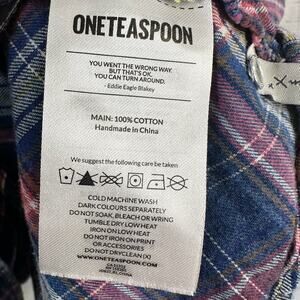 ONETEASPOON
YOU WENT THE WRONG WAY
BUT THAT'S OK.
YOU CAN TURN AROUND.
- Eddie Eagle Blakey
MAIN: 100% COTTON
Handmade in China
We suggest the following care be taken
COLD MACHINE WASH
DARK COLOURS SEPARATELY
DO NOT SOAK, BLEACH OR WRING
TUMBLE DRY LOW HEAT
IRON ON LOW HEAT
DO NOT IRON ON PRINT
OR ACCESSORIES
DO NOT DRYCLEAN (X)
WWW.ONETEASPOON.COM